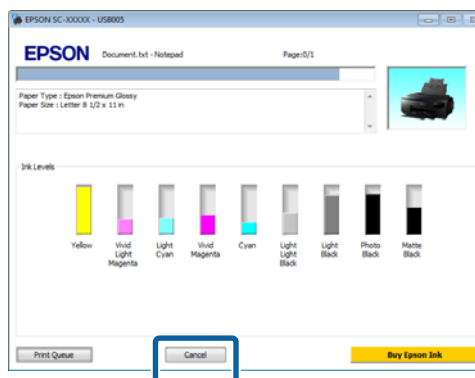 EPSON SC-XXXXX - USB005
EPSON Document.txt - Notepad Page:0/1
Paper Type : Epson Premium Glossy
Paper Size : Letter 8 1/2 x 11 in
Ink Levels
Yellow
Vivid
Light
Magenta
Light
Cyan
Vivid
Magenta
Cyan
Light
Light
Black
Light
Black
Photo
Black
Matte
Black
Print Queue Cancel Buy Epson Ink